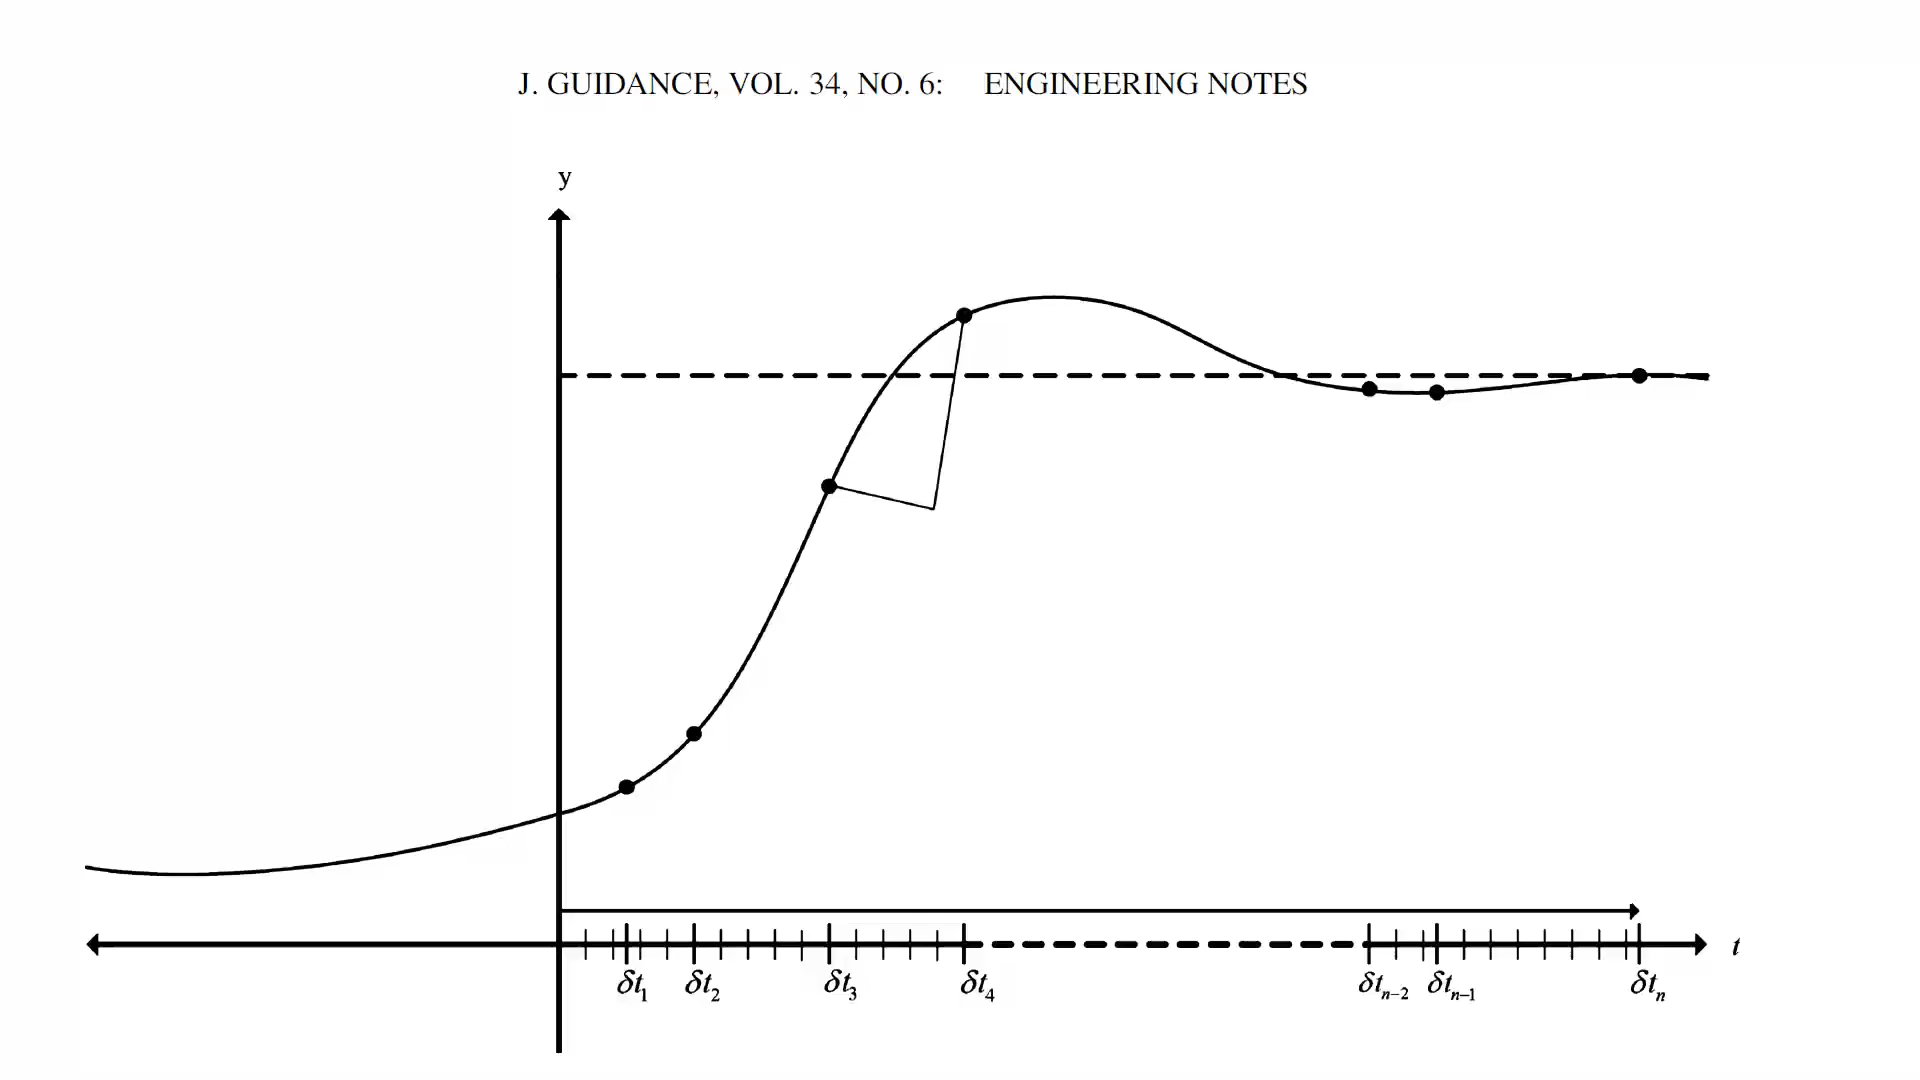 J. GUIDANCE, VOL. 34, NO. 6: ENGINEERING NOTES
y
t
δt₁ δt₂ δt₃ δt₄ δtₙ₋₂ δtₙ₋₁ δtₙ